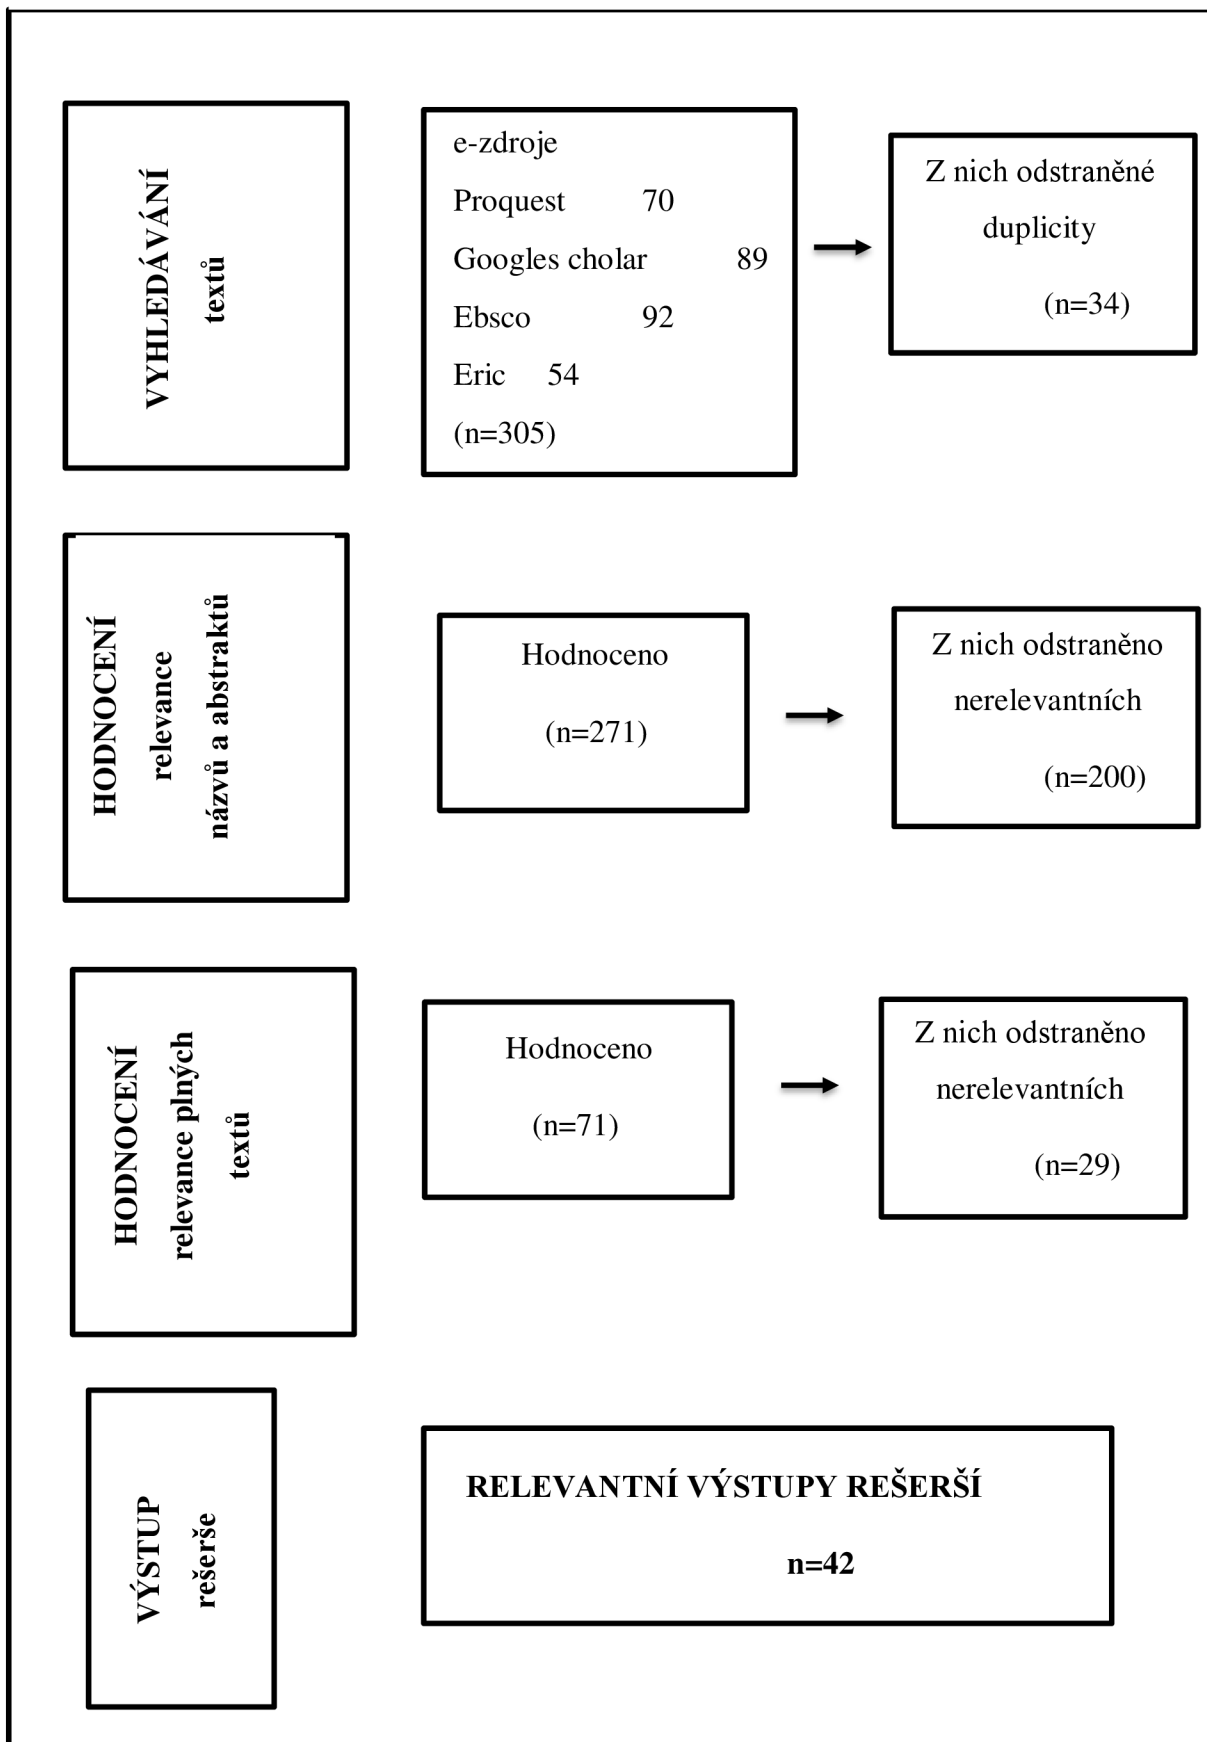 VYHLEDÁVÁNÍ
textů
e-zdroje
Proquest 70
Googles cholar 89
Ebsco 92
Eric 54
(n=305)
Z nich odstraněné
duplicity
(n=34)
HODNOCENÍ
relevance
názvů a abstraktů
Hodnoceno
(n=271)
Z nich odstraněno
nerelevantních
(n=200)
HODNOCENÍ
relevance plných
textů
Hodnoceno
(n=71)
Z nich odstraněno
nerelevantních
(n=29)
VÝSTUP
rešerše
RELEVANTNÍ VÝSTUPY REŠERŠÍ
n=42